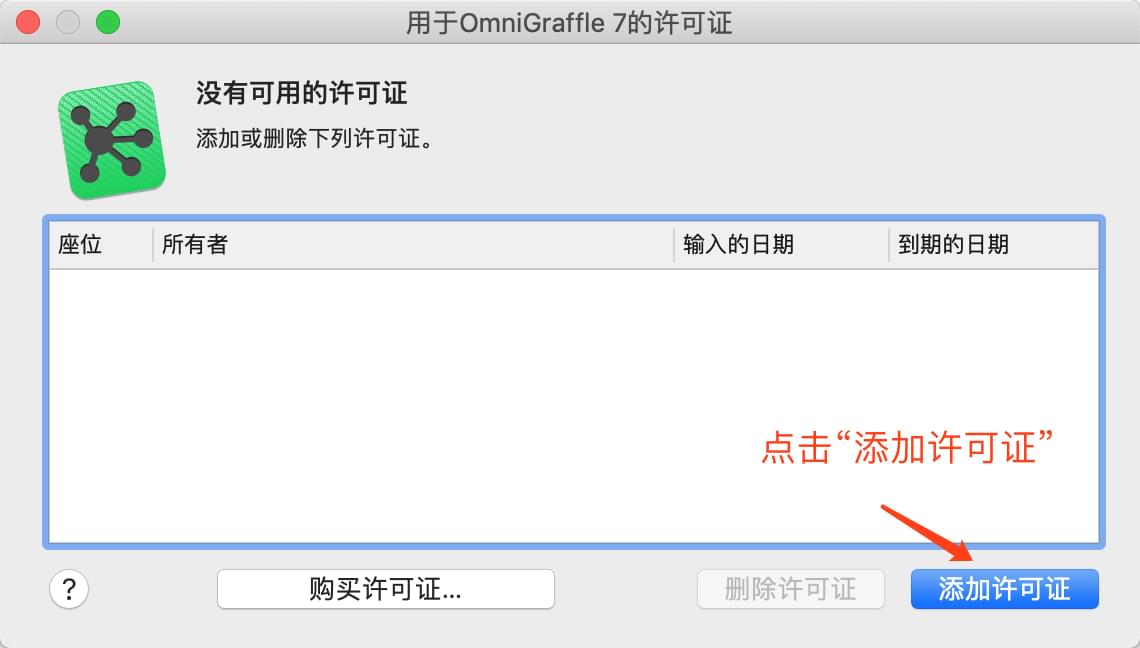 用于OmniGraffle 7的许可证
没有可用的许可证
添加或删除下列许可证。
座位 所有者 输入的日期 到期的日期
点击“添加许可证”
? 购买许可证... 删除许可证 添加许可证